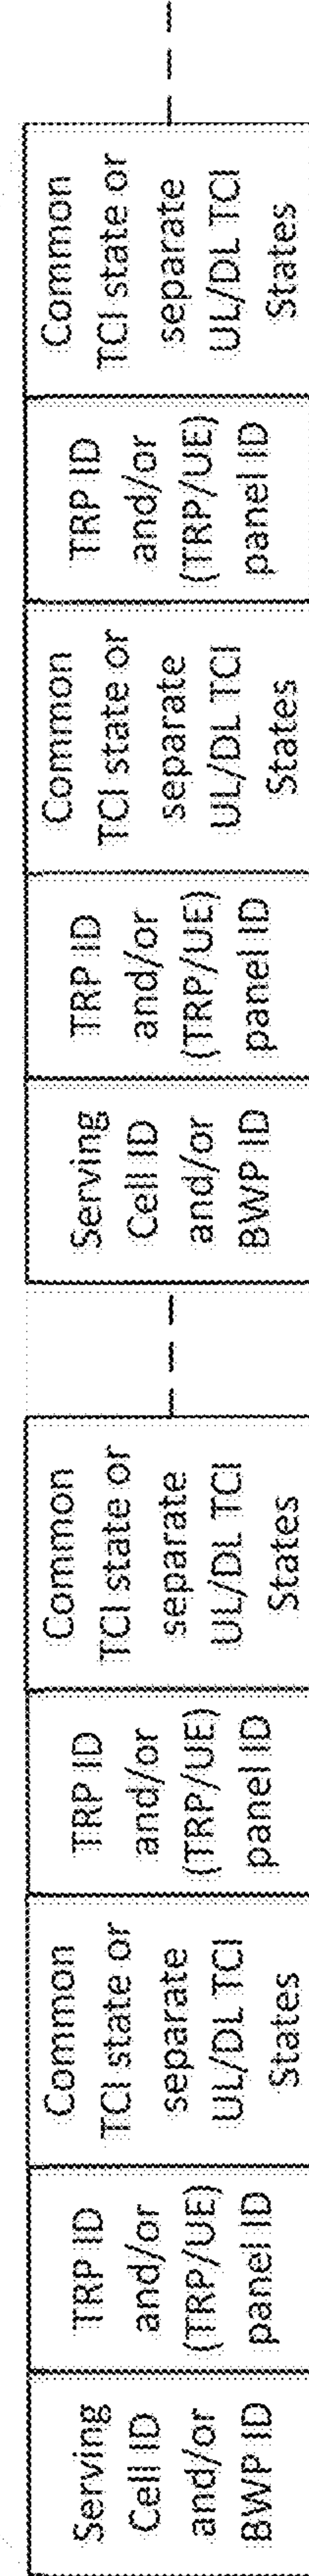 Serving
Cell ID
and/or
BWP ID
TRP ID
and/or
(TRP/UE)
panel ID
Common
TCI state or
separate
UL/DL TCI
States
TRP ID
and/or
(TRP/UE)
panel ID
Common
TCI state or
separate
UL/DL TCI
States
Serving
Cell ID
and/or
BWP ID
TRP ID
and/or
(TRP/UE)
panel ID
Common
TCI state or
separate
UL/DL TCI
States
TRP ID
and/or
(TRP/UE)
panel ID
Common
TCI state or
separate
UL/DL TCI
States